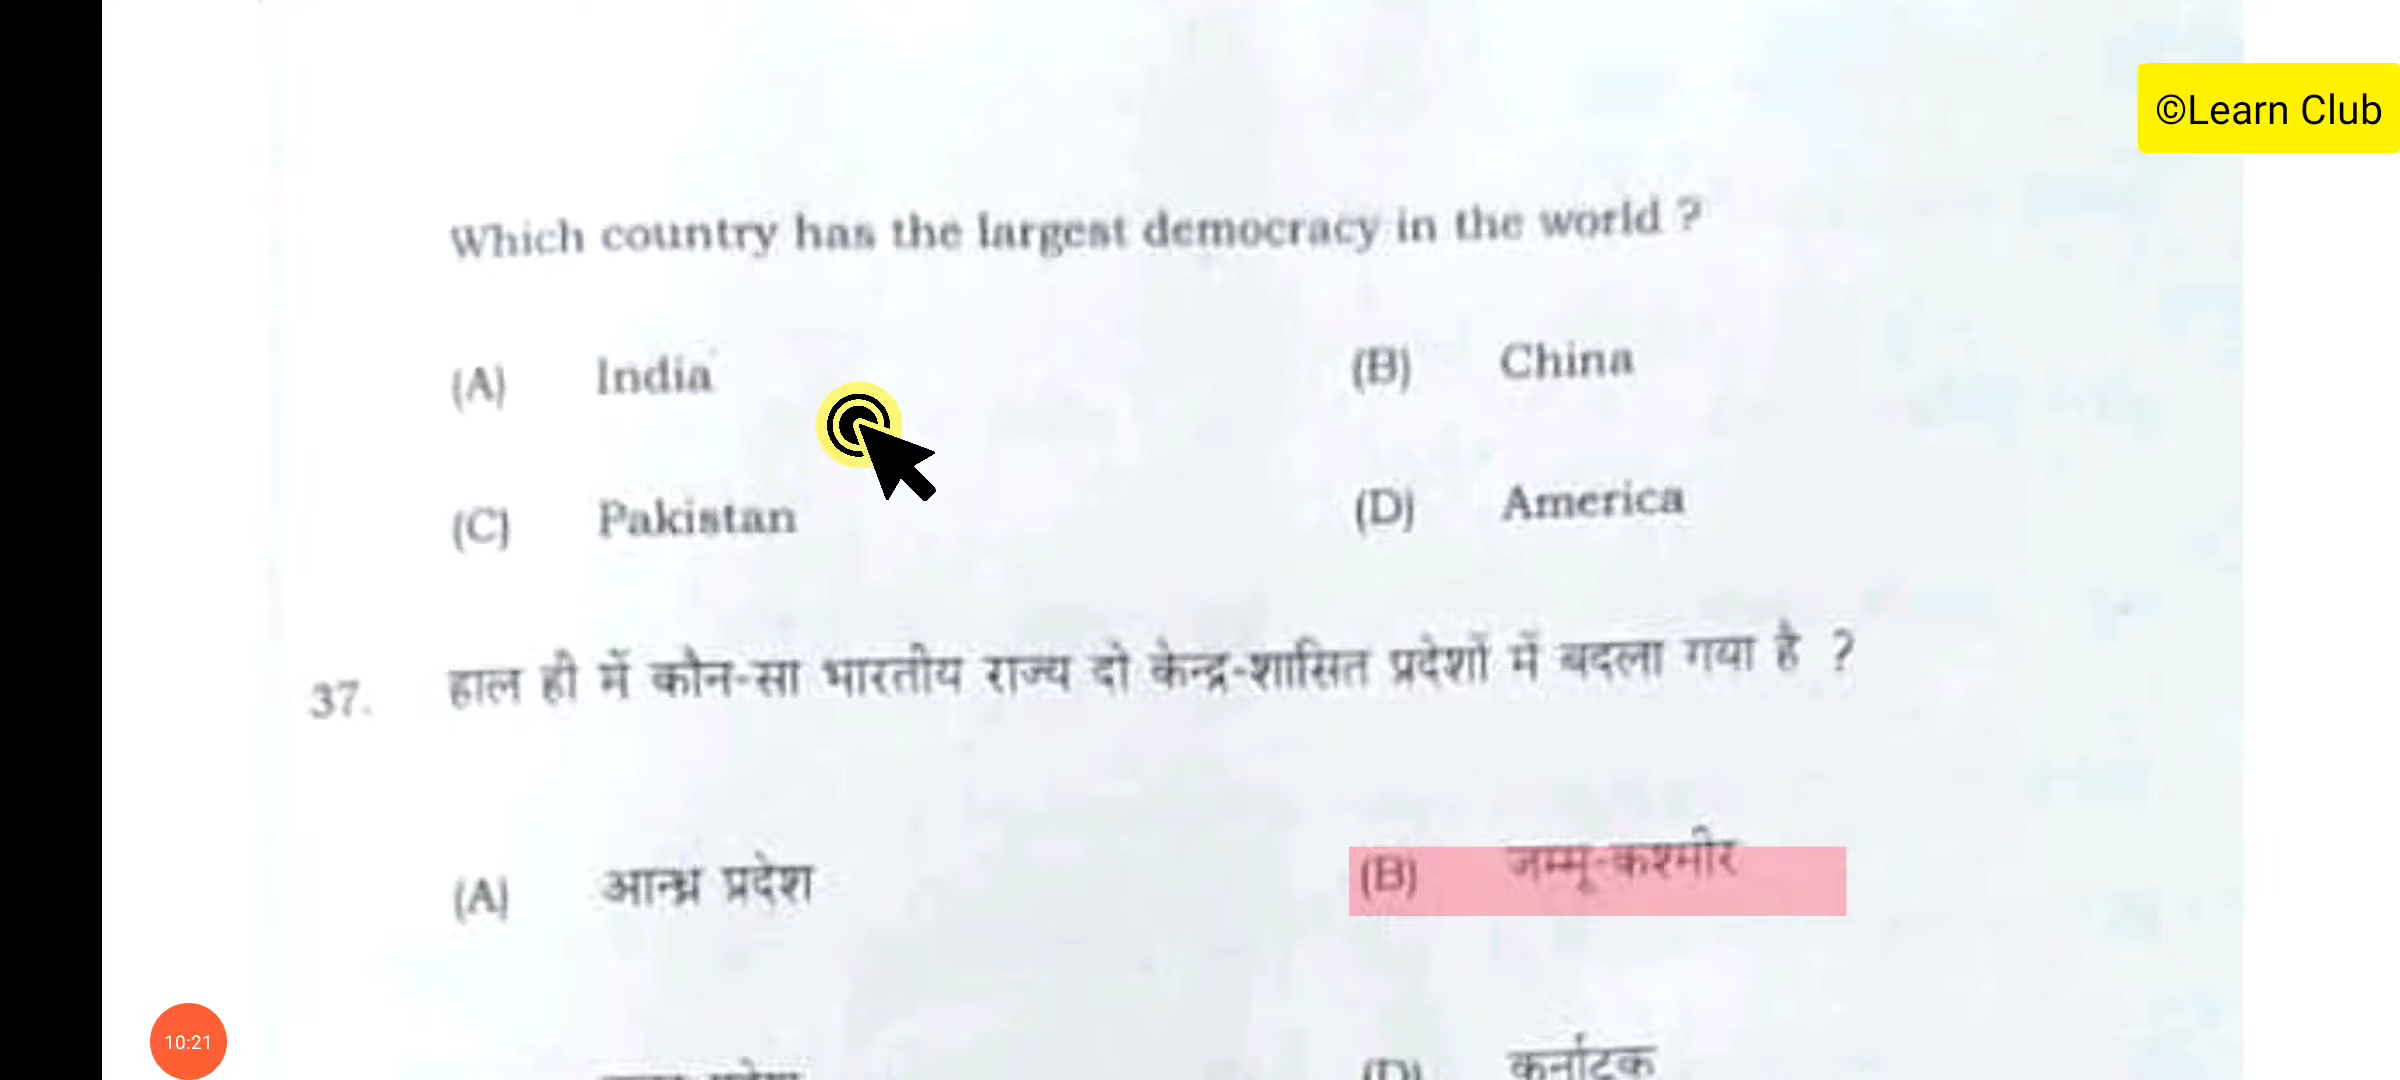 ©Learn Club
Which country has the largest democracy in the world ?
(A) India (B) China
(C) Pakistan (D) America
37. हाल ही में कौन-सा भारतीय राज्य दो केन्द्र-शासित प्रदेशों में बदला गया है ?
(A) आन्ध्र प्रदेश (B) जम्मू-कश्मीर
(D) कर्नाटक
10:21